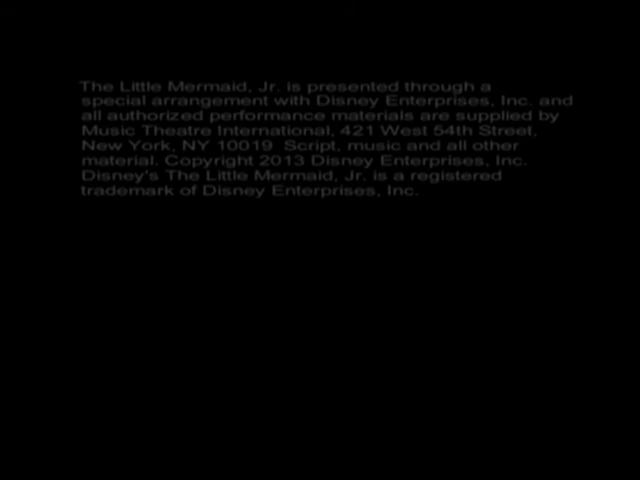 The Little Mermaid, Jr. is presented through a
special arrangement with Disney Enterprises, Inc. and
all authorized performance materials are supplied by
Music Theatre International, 421 West 54th Street,
New York, NY 10019  Script, music and all other
material. Copyright 2013 Disney Enterprises, Inc.
Disney's The Little Mermaid, Jr. is a registered
trademark of Disney Enterprises, Inc.